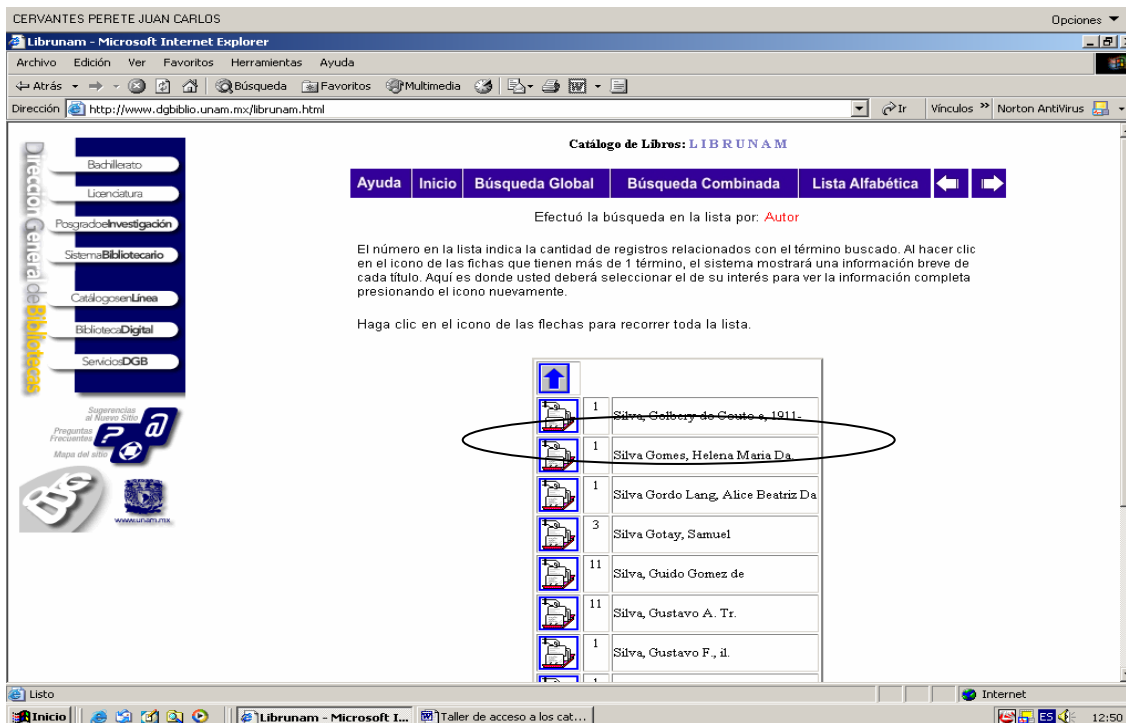 CERVANTES PERETE JUAN CARLOS Opciones
Librunam - Microsoft Internet Explorer
Archivo Edición Ver Favoritos Herramientas Ayuda
Atrás Búsqueda Favoritos Multimedia
Dirección http://www.dgbiblio.unam.mx/librunam.html Ir Vínculos » Norton AntiVirus
Dirección General de Bibliotecas
Bachillerato
Licenciatura
PosgradoeInvestigación
SistemaBibliotecario
CatálogosenLínea
BibliotecaDigital
ServiciosDGB
Sugerencias
al Nuevo Sitio
Preguntas
Frecuentes
Mapa del sitio
www.unam.mx
Catálogo de Libros: L I B R U N A M
Ayuda Inicio Búsqueda Global Búsqueda Combinada Lista Alfabética
Efectuó la búsqueda en la lista por: Autor
El número en la lista indica la cantidad de registros relacionados con el término buscado. Al hacer clic
en el icono de las fichas que tienen más de 1 término, el sistema mostrará una información breve de
cada título. Aquí es donde usted deberá seleccionar el de su interés para ver la información completa
presionando el icono nuevamente.
Haga clic en el icono de las flechas para recorrer toda la lista.
1 Silva, Golbery do Couto e, 1911-
1 Silva Gomes, Helena Maria Da.
1 Silva Gordo Lang, Alice Beatriz Da
3 Silva Gotay, Samuel
11 Silva, Guido Gomez de
11 Silva, Gustavo A. Tr.
1 Silva, Gustavo F., il.
Listo Internet
Inicio Librunam - Microsoft I... Taller de acceso a los cat... ES 12:50